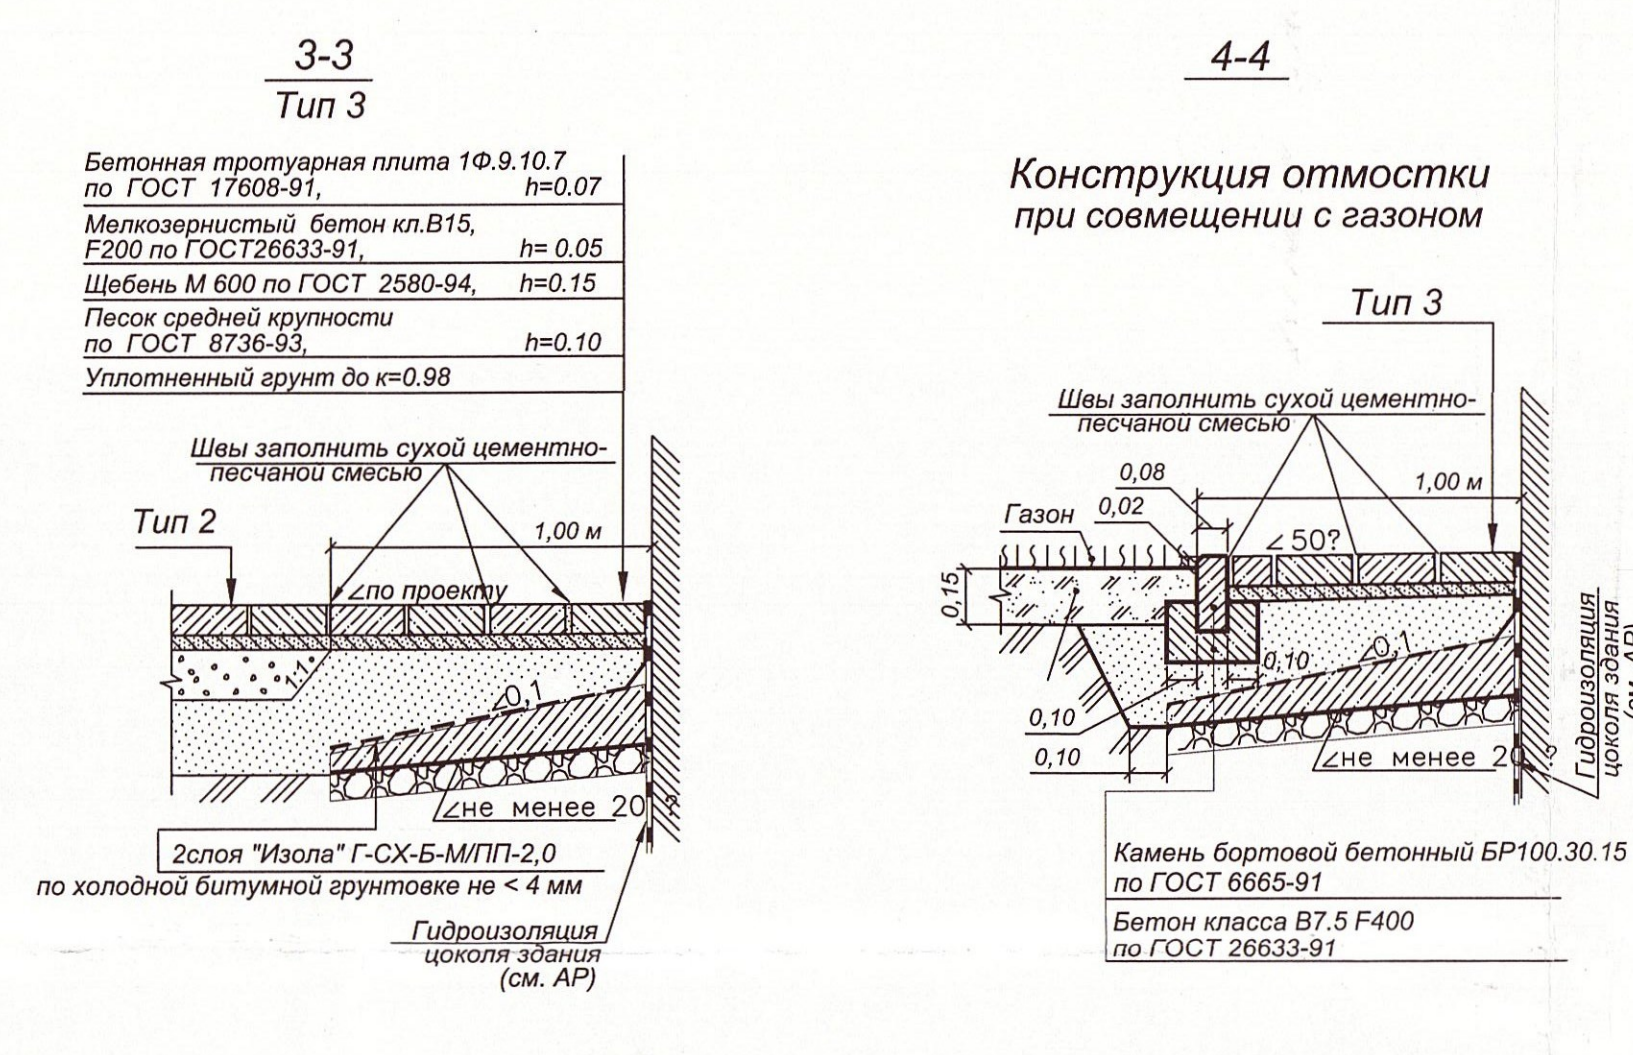 3-3
Тип 3
Бетонная тротуарная плита 1Ф.9.10.7
по ГОСТ 17608-91, h=0.07
Мелкозернистый бетон кл.В15,
F200 по ГОСТ26633-91, h= 0.05
Щебень М 600 по ГОСТ 2580-94, h=0.15
Песок средней крупности
по ГОСТ 8736-93, h=0.10
Уплотненный грунт до к=0.98
Швы заполнить сухой цементно-
песчаной смесью
Тип 2
1,00 м
∠по проекту
1:1
∠0,1
∠не менее 20 ?
2слоя "Изола" Г-СХ-Б-М/ПП-2,0
по холодной битумной грунтовке не < 4 мм
Гидроизоляция
цоколя здания
(см. АР)
4-4
Конструкция отмостки
при совмещении с газоном
Тип 3
Швы заполнить сухой цементно-
песчаной смесью
0,08
1,00 м
Газон
0,02
∠50?
0,15
∠0,1
0,10
0,10
0,10
∠не менее 20 ?
Гидроизоляция
цоколя здания
(см. АР)
Камень бортовой бетонный БР100.30.15
по ГОСТ 6665-91
Бетон класса В7.5 F400
по ГОСТ 26633-91